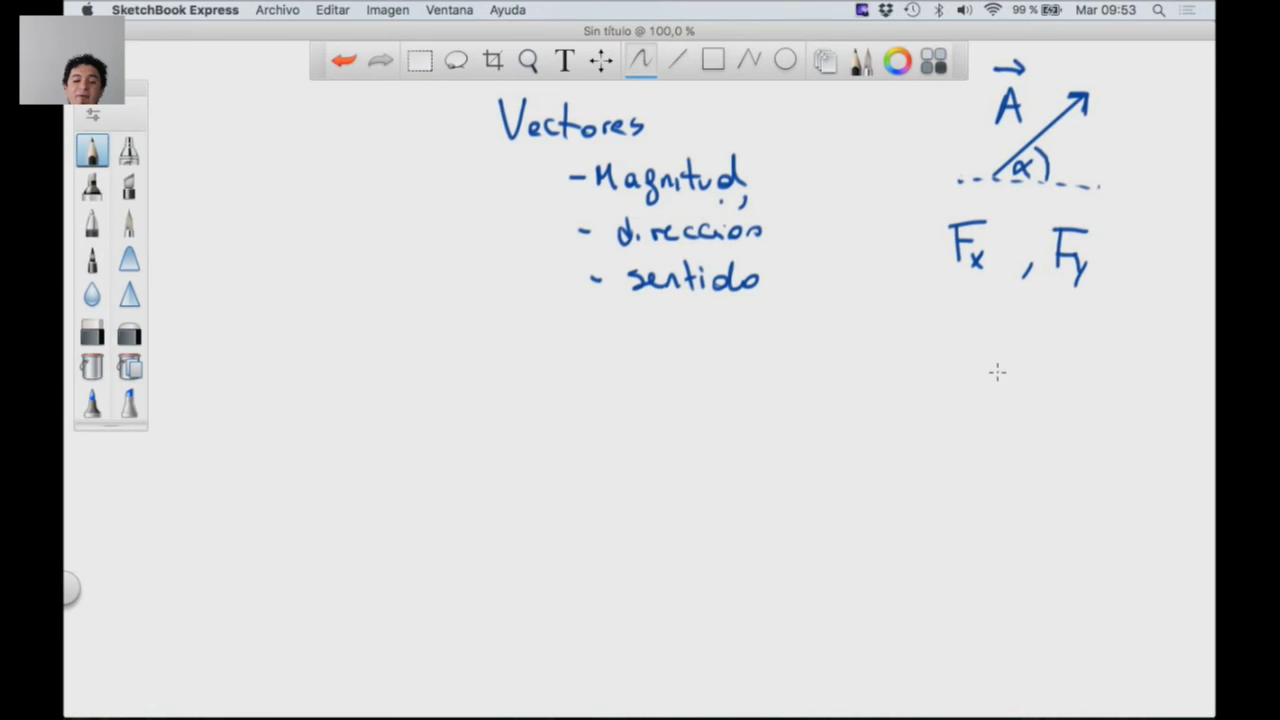 SketchBook Express Archivo Editar Imagen Ventana Ayuda 99 % Mar 09:53
Sin título @ 100,0 %
T
Vectores
- Magnitud,
- dirección
- sentido
A
α
Fx , Fy